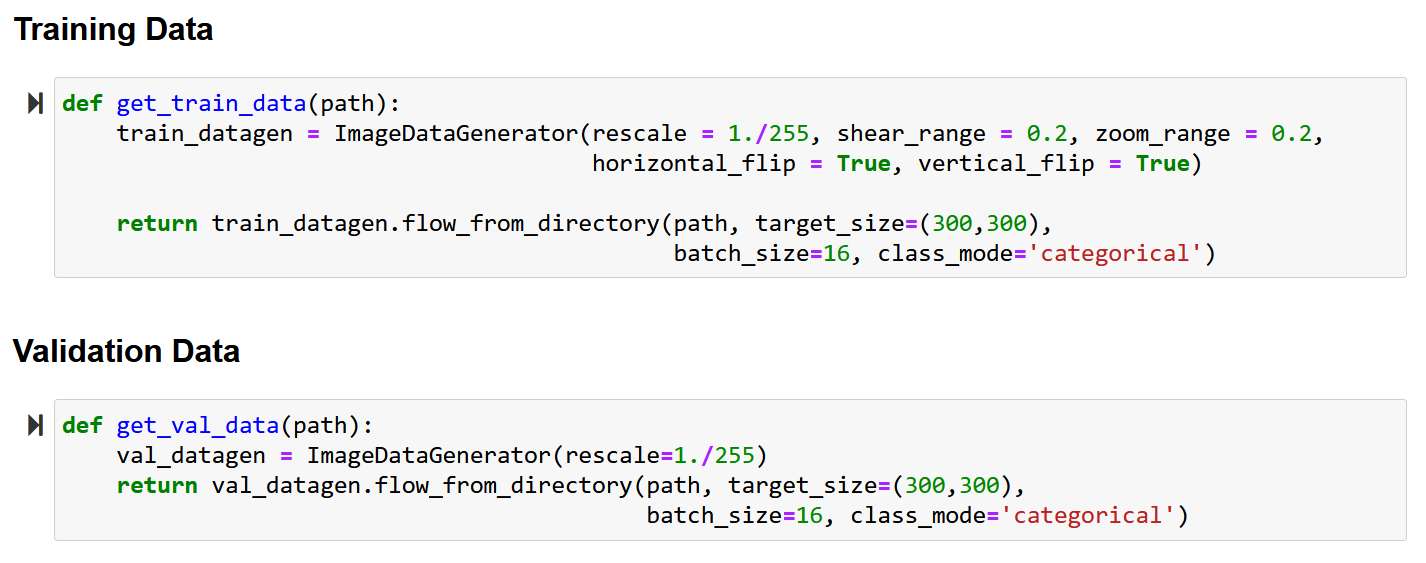 Training Data
def get_train_data(path):
    train_datagen = ImageDataGenerator(rescale = 1./255, shear_range = 0.2, zoom_range = 0.2,
                                       horizontal_flip = True, vertical_flip = True)
    return train_datagen.flow_from_directory(path, target_size=(300,300),
                                             batch_size=16, class_mode='categorical')
Validation Data
def get_val_data(path):
    val_datagen = ImageDataGenerator(rescale=1./255)
    return val_datagen.flow_from_directory(path, target_size=(300,300),
                                           batch_size=16, class_mode='categorical')